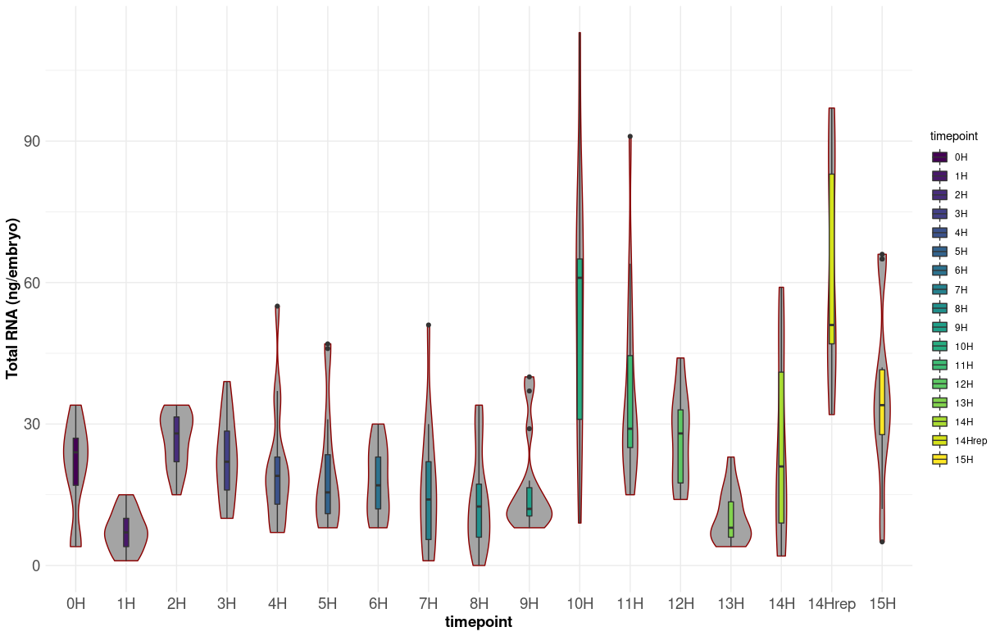 Total RNA (ng/embryo)
90
60
30
0
0H 1H 2H 3H 4H 5H 6H 7H 8H 9H 10H 11H 12H 13H 14H 14Hrep 15H
timepoint
timepoint
0H
1H
2H
3H
4H
5H
6H
7H
8H
9H
10H
11H
12H
13H
14H
14Hrep
15H